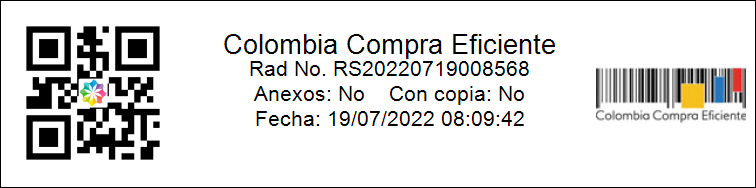 Colombia Compra Eficiente
Rad No. RS20220719008568
Anexos: No Con copia: No
Fecha: 19/07/2022 08:09:42
Colombia Compra Eficiente